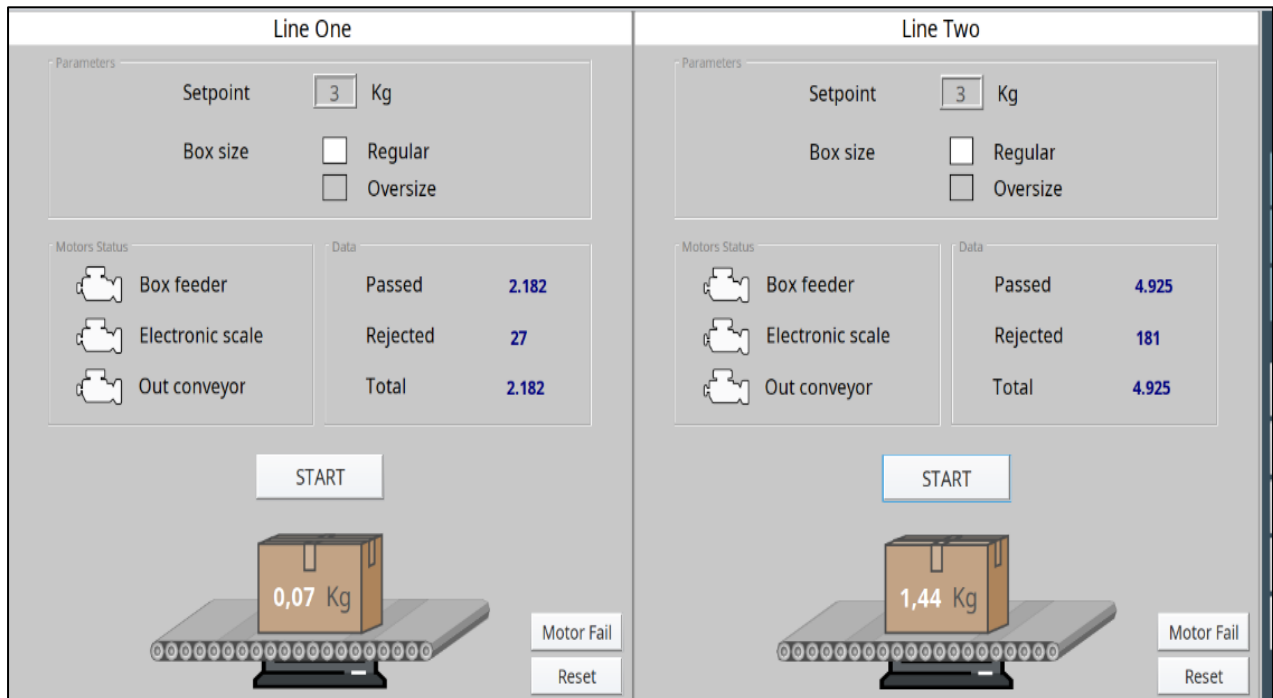 Line One
Parameters
Setpoint 3 Kg
Box size Regular
Oversize
Motors Status
Box feeder
Electronic scale
Out conveyor
Data
Passed 2.182
Rejected 27
Total 2.182
START
0,07 Kg
Motor Fail
Reset
Line Two
Parameters
Setpoint 3 Kg
Box size Regular
Oversize
Motors Status
Box feeder
Electronic scale
Out conveyor
Data
Passed 4.925
Rejected 181
Total 4.925
START
1,44 Kg
Motor Fail
Reset